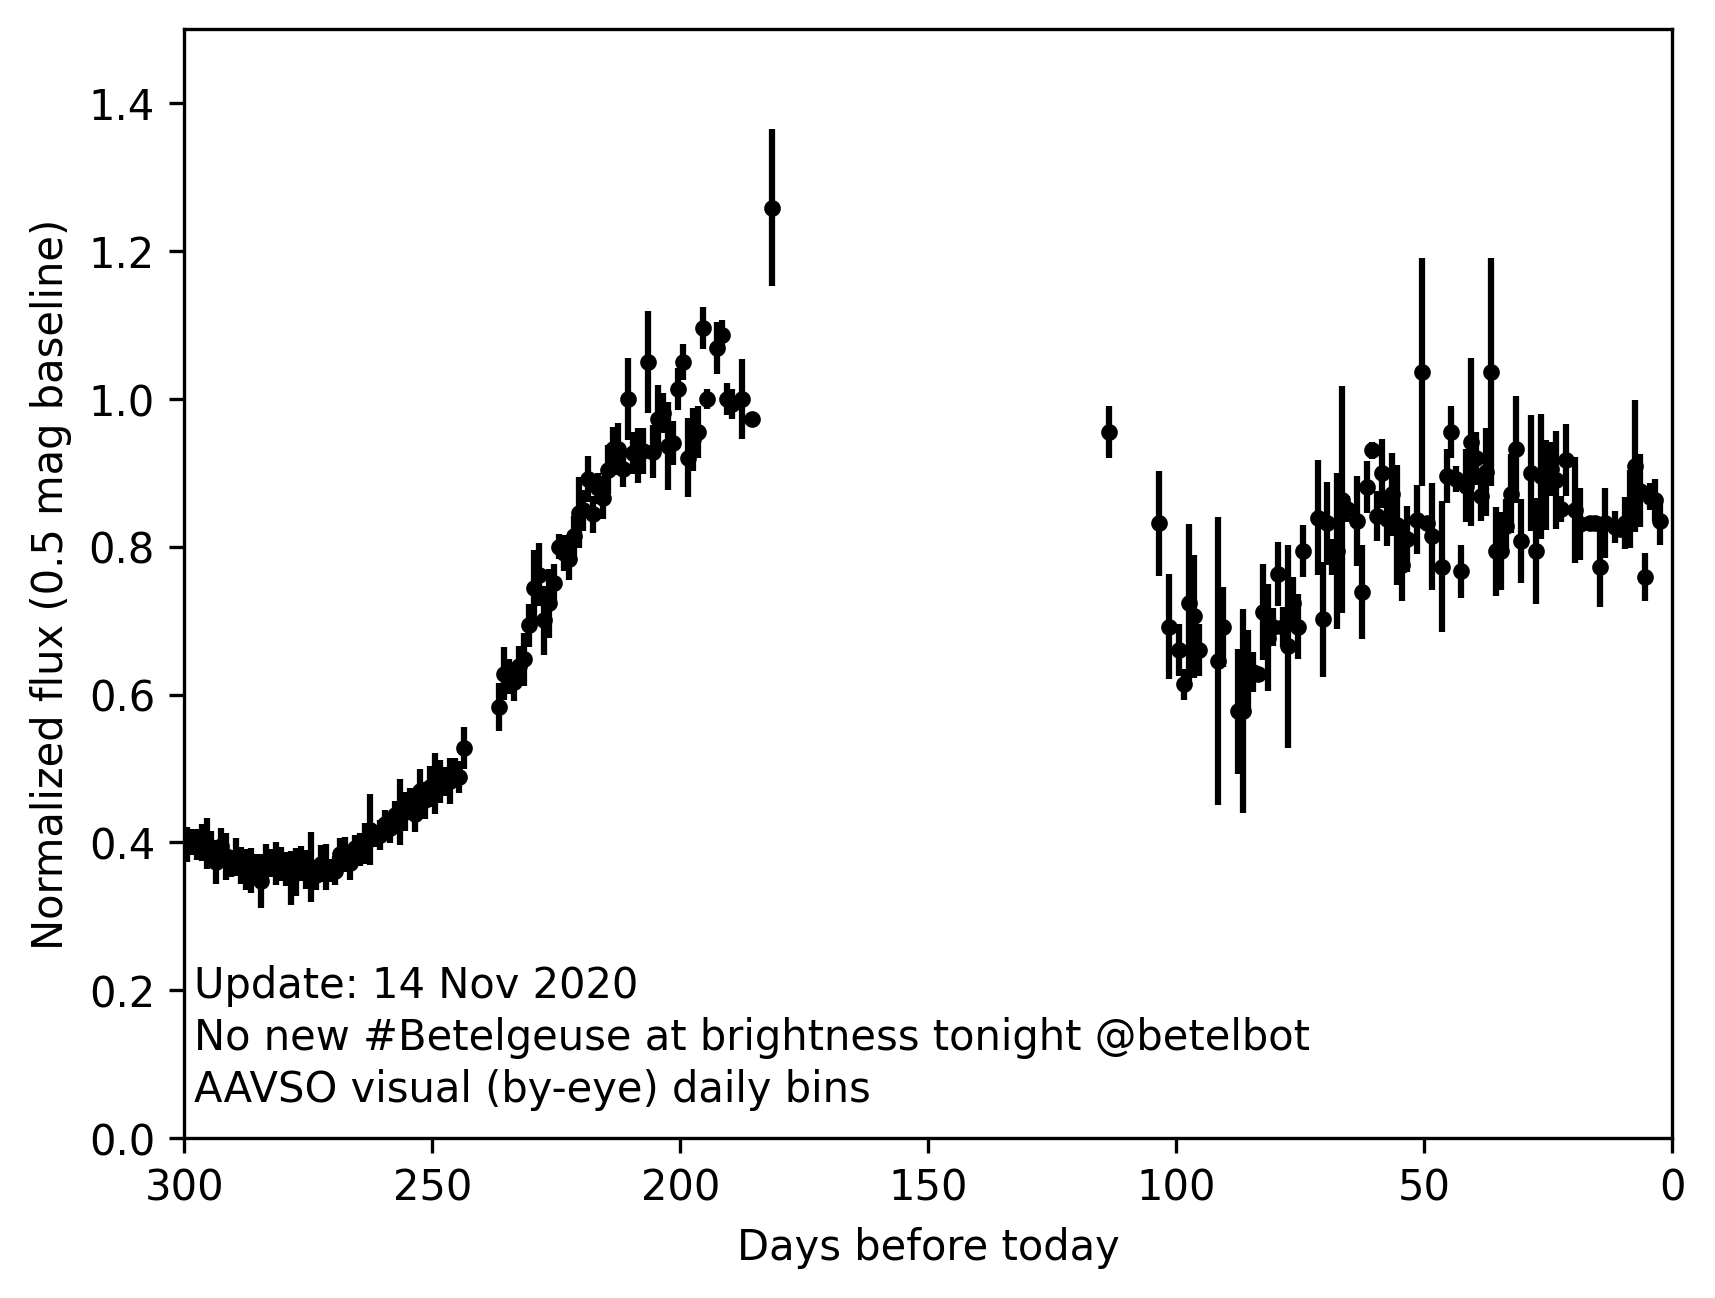 Normalized flux (0.5 mag baseline)
1.4
1.2
1.0
0.8
0.6
0.4
0.2
0.0
Update: 14 Nov 2020
No new #Betelgeuse at brightness tonight @betelbot
AAVSO visual (by-eye) daily bins
300 250 200 150 100 50 0
Days before today